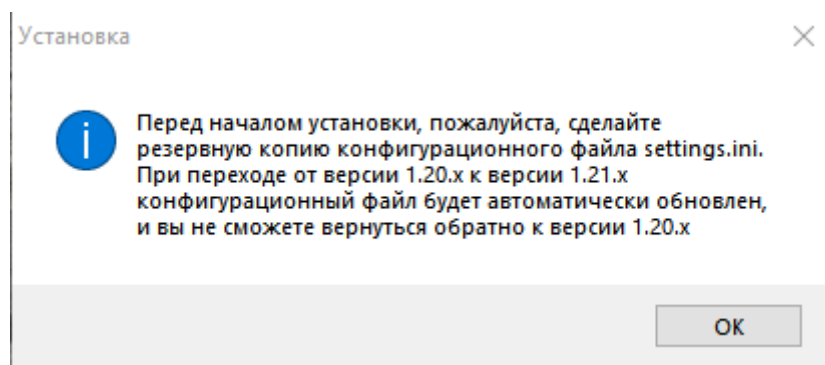 Установка
Перед началом установки, пожалуйста, сделайте
резервную копию конфигурационного файла settings.ini.
При переходе от версии 1.20.x к версии 1.21.x
конфигурационный файл будет автоматически обновлен,
и вы не сможете вернуться обратно к версии 1.20.x
ОК